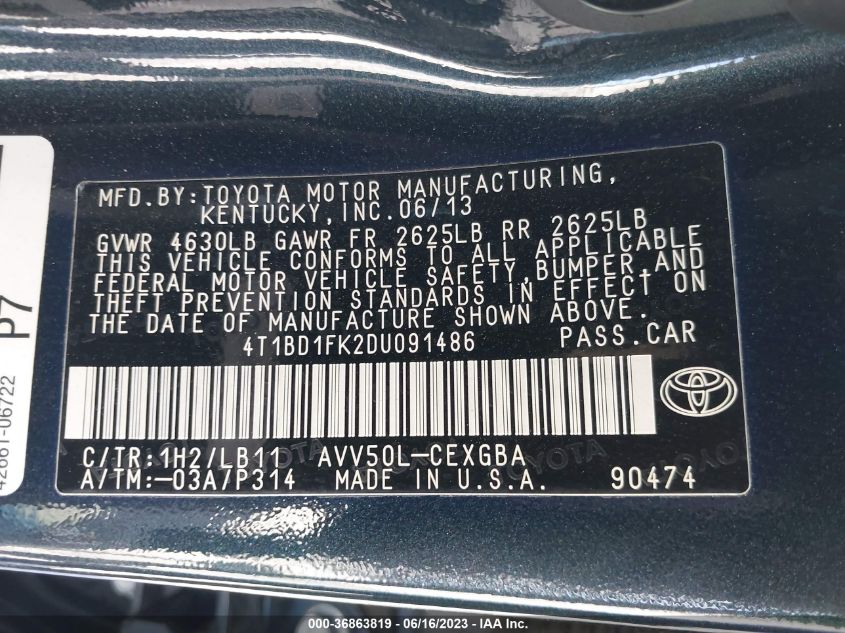 MFD.BY:TOYOTA MOTOR MANUFACTURING,
KENTUCKY,INC.06/13
GVWR 4630LB GAWR FR 2625LB RR 2625LB
THIS VEHICLE CONFORMS TO ALL APPLICABLE
FEDERAL MOTOR VEHICLE SAFETY,BUMPER,AND
THEFT PREVENTION STANDARDS IN EFFECT ON
THE DATE OF MANUFACTURE SHOWN ABOVE.
4T1BD1FK2DU091486 PASS.CAR
C/TR:1H2/LB11 AVV50L-CEXGBA
A/TM:-03A/P314 MADE IN U.S.A. 90474
P7
42661-06722
000-36863819 - 06/16/2023 - IAA Inc.